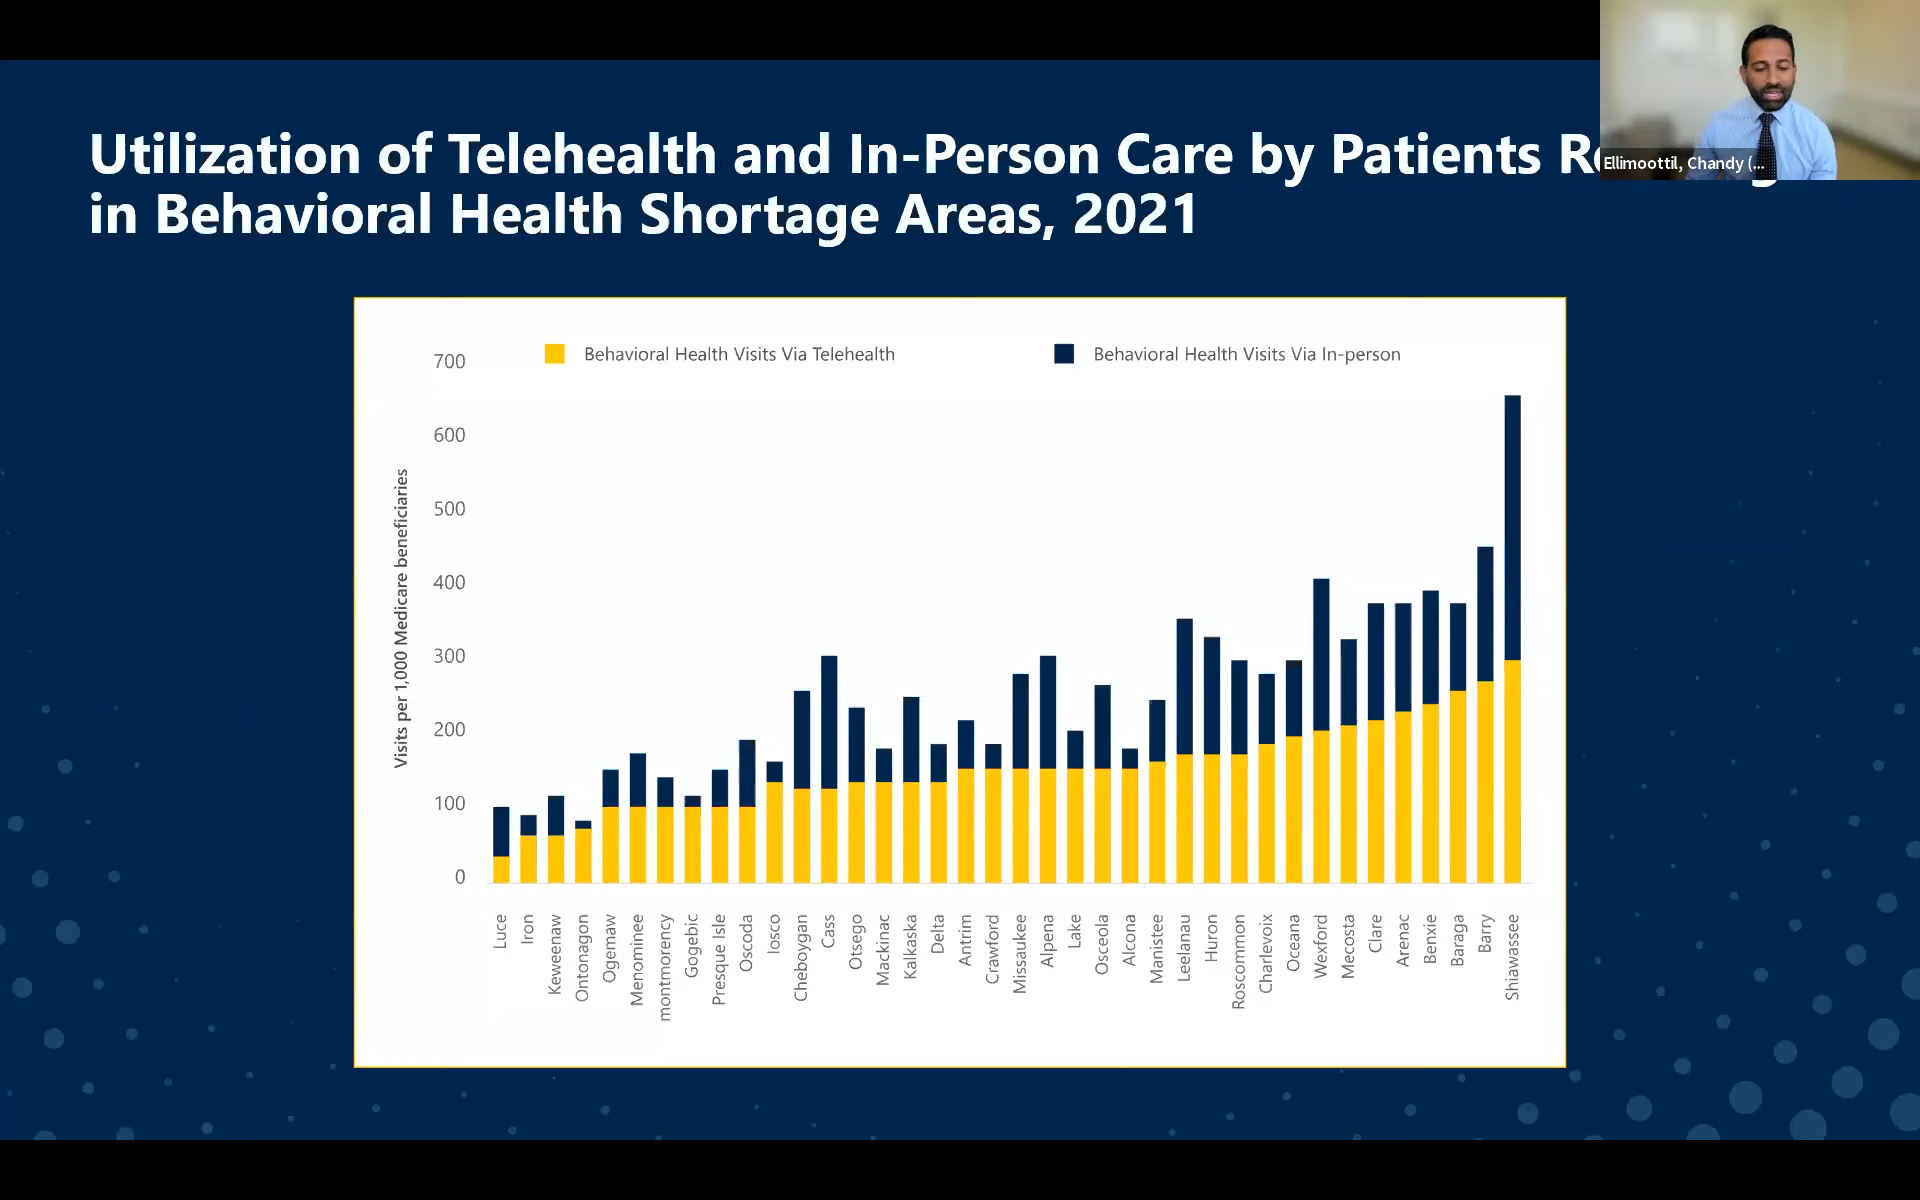 Utilization of Telehealth and In-Person Care by Patients
in Behavioral Health Shortage Areas, 2021
Ellimoottil, Chandy (...
Behavioral Health Visits Via Telehealth
Behavioral Health Visits Via In-person
Visits per 1,000 Medicare beneficiaries
700
600
500
400
300
200
100
0
Luce
Iron
Keweenaw
Ontonagon
Ogemaw
Menominee
montmorency
Gogebic
Presque Isle
Oscoda
Iosco
Cheboygan
Cass
Otsego
Mackinac
Kalkaska
Delta
Antrim
Crawford
Missaukee
Alpena
Lake
Osceola
Alcona
Manistee
Leelanau
Huron
Roscommon
Charlevoix
Oceana
Wexford
Mecosta
Clare
Arenac
Benxie
Baraga
Barry
Shiawassee